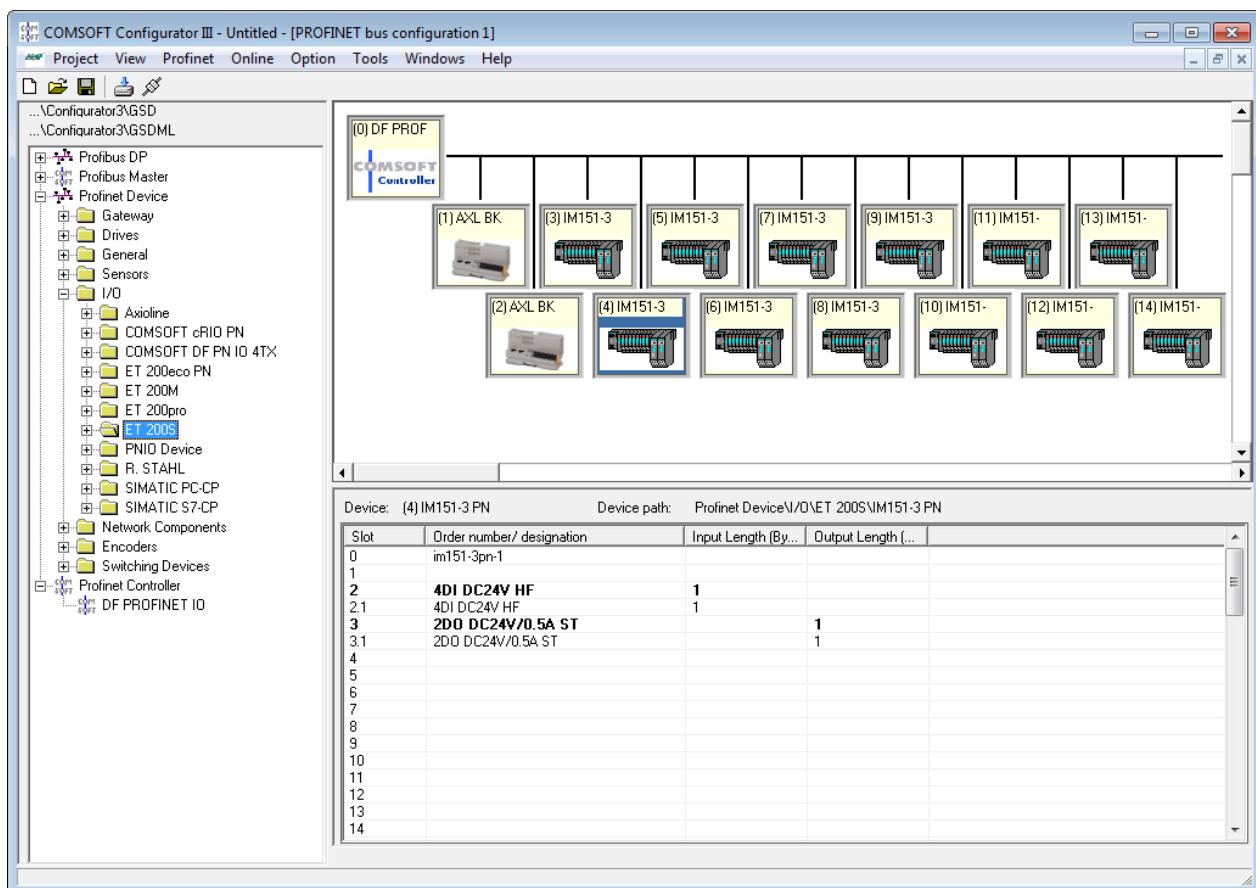 COMSOFT Configurator III - Untitled - [PROFINET bus configuration 1]
Project View Profinet Online Option Tools Windows Help
...\Configurator3\GSD
...\Configurator3\GSDML
Profibus DP
Profibus Master
Profinet Device
Gateway
Drives
General
Sensors
I/O
Axioline
COMSOFT cRIO PN
COMSOFT DF PN IO 4TX
ET 200eco PN
ET 200M
ET 200pro
ET 200S
PNIO Device
R. STAHL
SIMATIC PC-CP
SIMATIC S7-CP
Network Components
Encoders
Switching Devices
Profinet Controller
DF PROFINET IO
(0) DF PROF
COMSOFT
Controller
(1) AXL BK (3) IM151-3 (5) IM151-3 (7) IM151-3 (9) IM151-3 (11) IM151- (13) IM151-
(2) AXL BK (4) IM151-3 (6) IM151-3 (8) IM151-3 (10) IM151- (12) IM151- (14) IM151-
Device: (4) IM151-3 PN Device path: Profinet Device\I/O\ET 200S\IM151-3 PN
Slot Order number/ designation Input Length (By... Output Length (...
0 im151-3pn-1
1
2 4DI DC24V HF 1
2.1 4DI DC24V HF 1
3 2DO DC24V/0.5A ST 1
3.1 2DO DC24V/0.5A ST 1
4
5
6
7
8
9
10
11
12
13
14